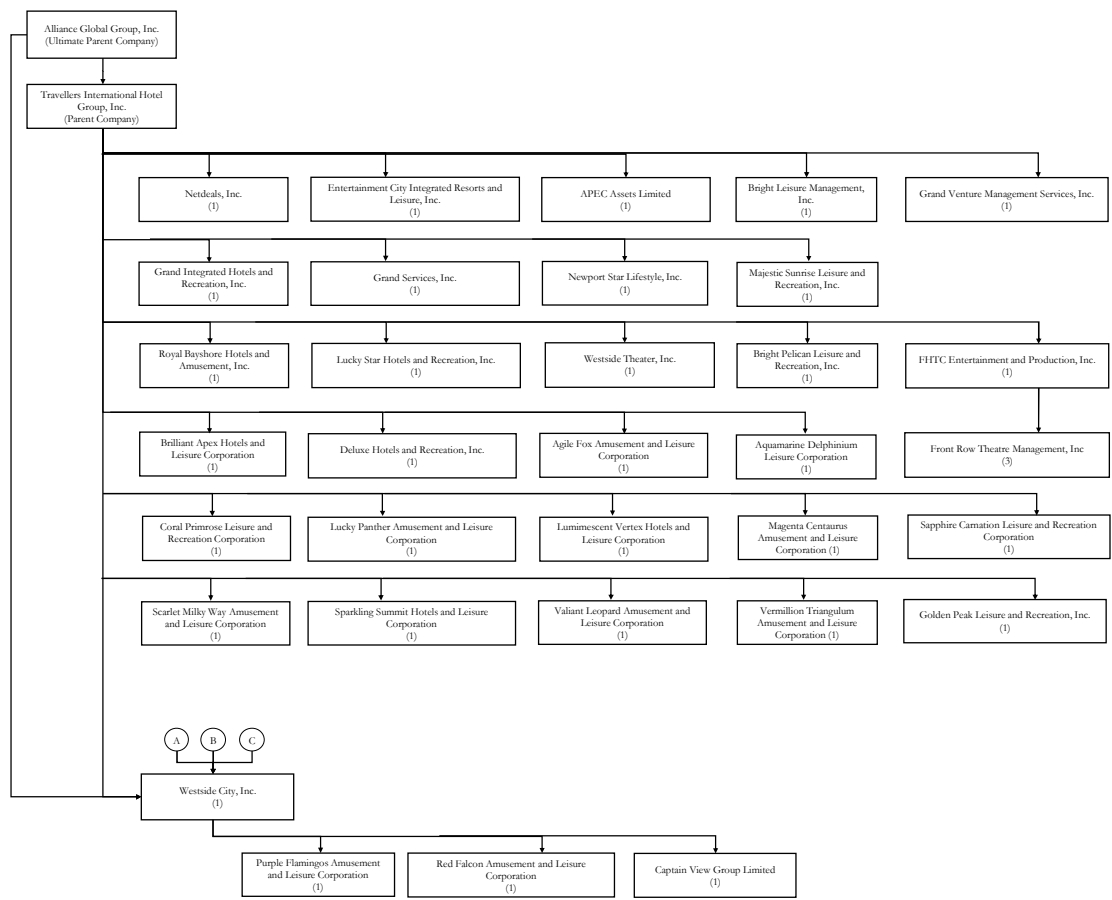 Alliance Global Group, Inc.
(Ultimate Parent Company)
Travellers International Hotel
Group, Inc.
(Parent Company)
Netdeals, Inc.
(1)
Entertainment City Integrated Resorts and
Leisure, Inc.
(1)
APEC Assets Limited
(1)
Bright Leisure Management,
Inc.
(1)
Grand Venture Management Services, Inc.
(1)
Grand Integrated Hotels and
Recreation, Inc.
(1)
Grand Services, Inc.
(1)
Newport Star Lifestyle, Inc.
(1)
Majestic Sunrise Leisure and
Recreation, Inc.
(1)
Royal Bayshore Hotels and
Amusement, Inc.
(1)
Lucky Star Hotels and Recreation, Inc.
(1)
Westside Theater, Inc.
(1)
Bright Pelican Leisure and
Recreation, Inc.
(1)
FHTC Entertainment and Production, Inc.
(1)
Brilliant Apex Hotels and
Leisure Corporation
(1)
Deluxe Hotels and Recreation, Inc.
(1)
Agile Fox Amusement and Leisure
Corporation
(1)
Aquamarine Delphinium
Leisure Corporation
(1)
Front Row Theatre Management, Inc
(3)
Coral Primrose Leisure and
Recreation Corporation
(1)
Lucky Panther Amusement and Leisure
Corporation
(1)
Lumimescent Vertex Hotels and
Leisure Corporation
(1)
Magenta Centaurus
Amusement and Leisure
Corporation (1)
Sapphire Carnation Leisure and Recreation
Corporation
(1)
Scarlet Milky Way Amusement
and Leisure Corporation
(1)
Sparkling Summit Hotels and Leisure
Corporation
(1)
Valiant Leopard Amusement and
Leisure Corporation
(1)
Vermillion Triangulum
Amusement and Leisure
Corporation (1)
Golden Peak Leisure and Recreation, Inc.
(1)
A
B
C
Westside City, Inc.
(1)
Purple Flamingos Amusement
and Leisure Corporation
(1)
Red Falcon Amusement and Leisure
Corporation
(1)
Captain View Group Limited
(1)